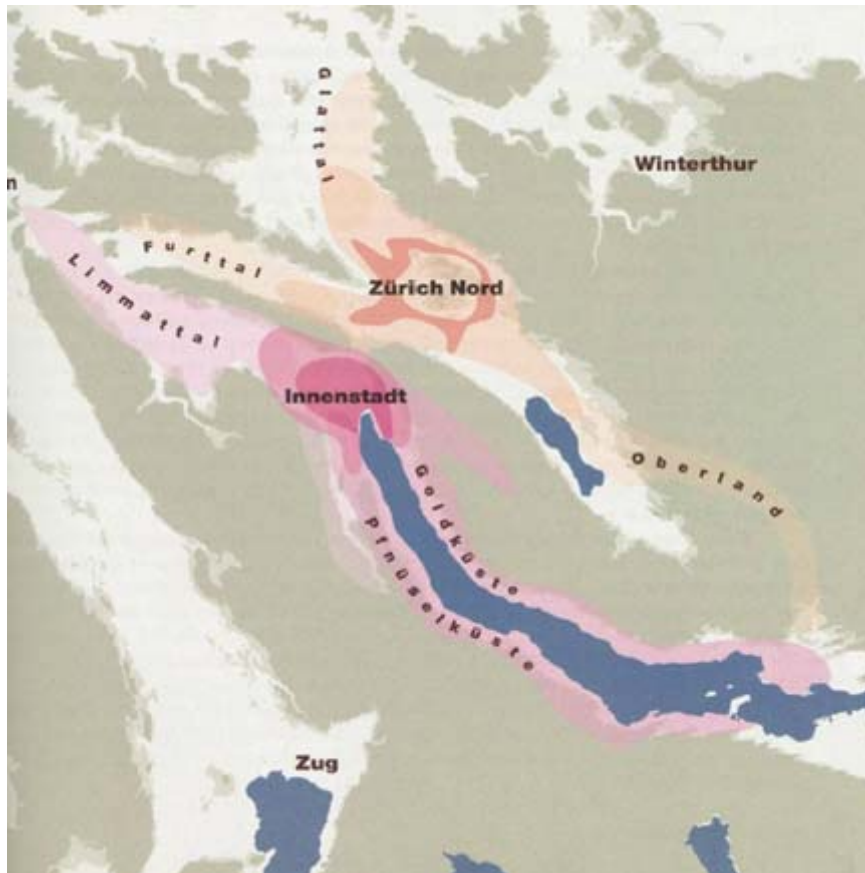 Glattal
Winterthur
n
Furttal
Limmattal
Zürich Nord
Innenstadt
Oberland
Goldküste
Pfnüselküste
Zug